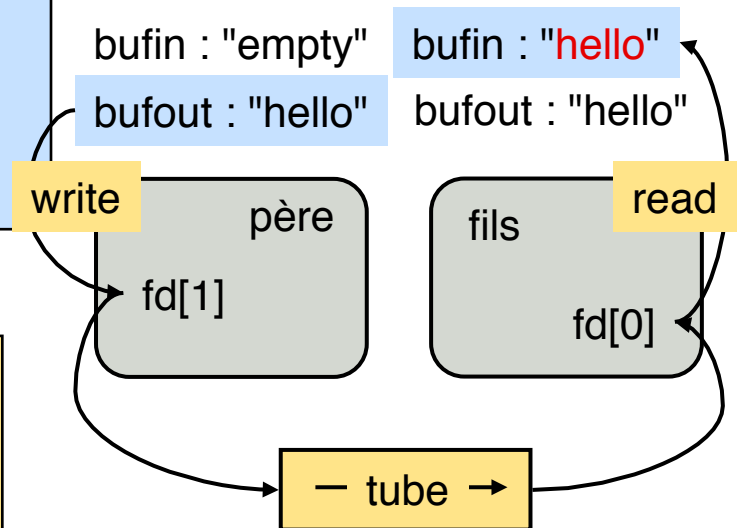 bufin : "empty" bufin : "hello"
bufout : "hello" bufout : "hello"
write père fils read
fd[1] fd[0]
tube